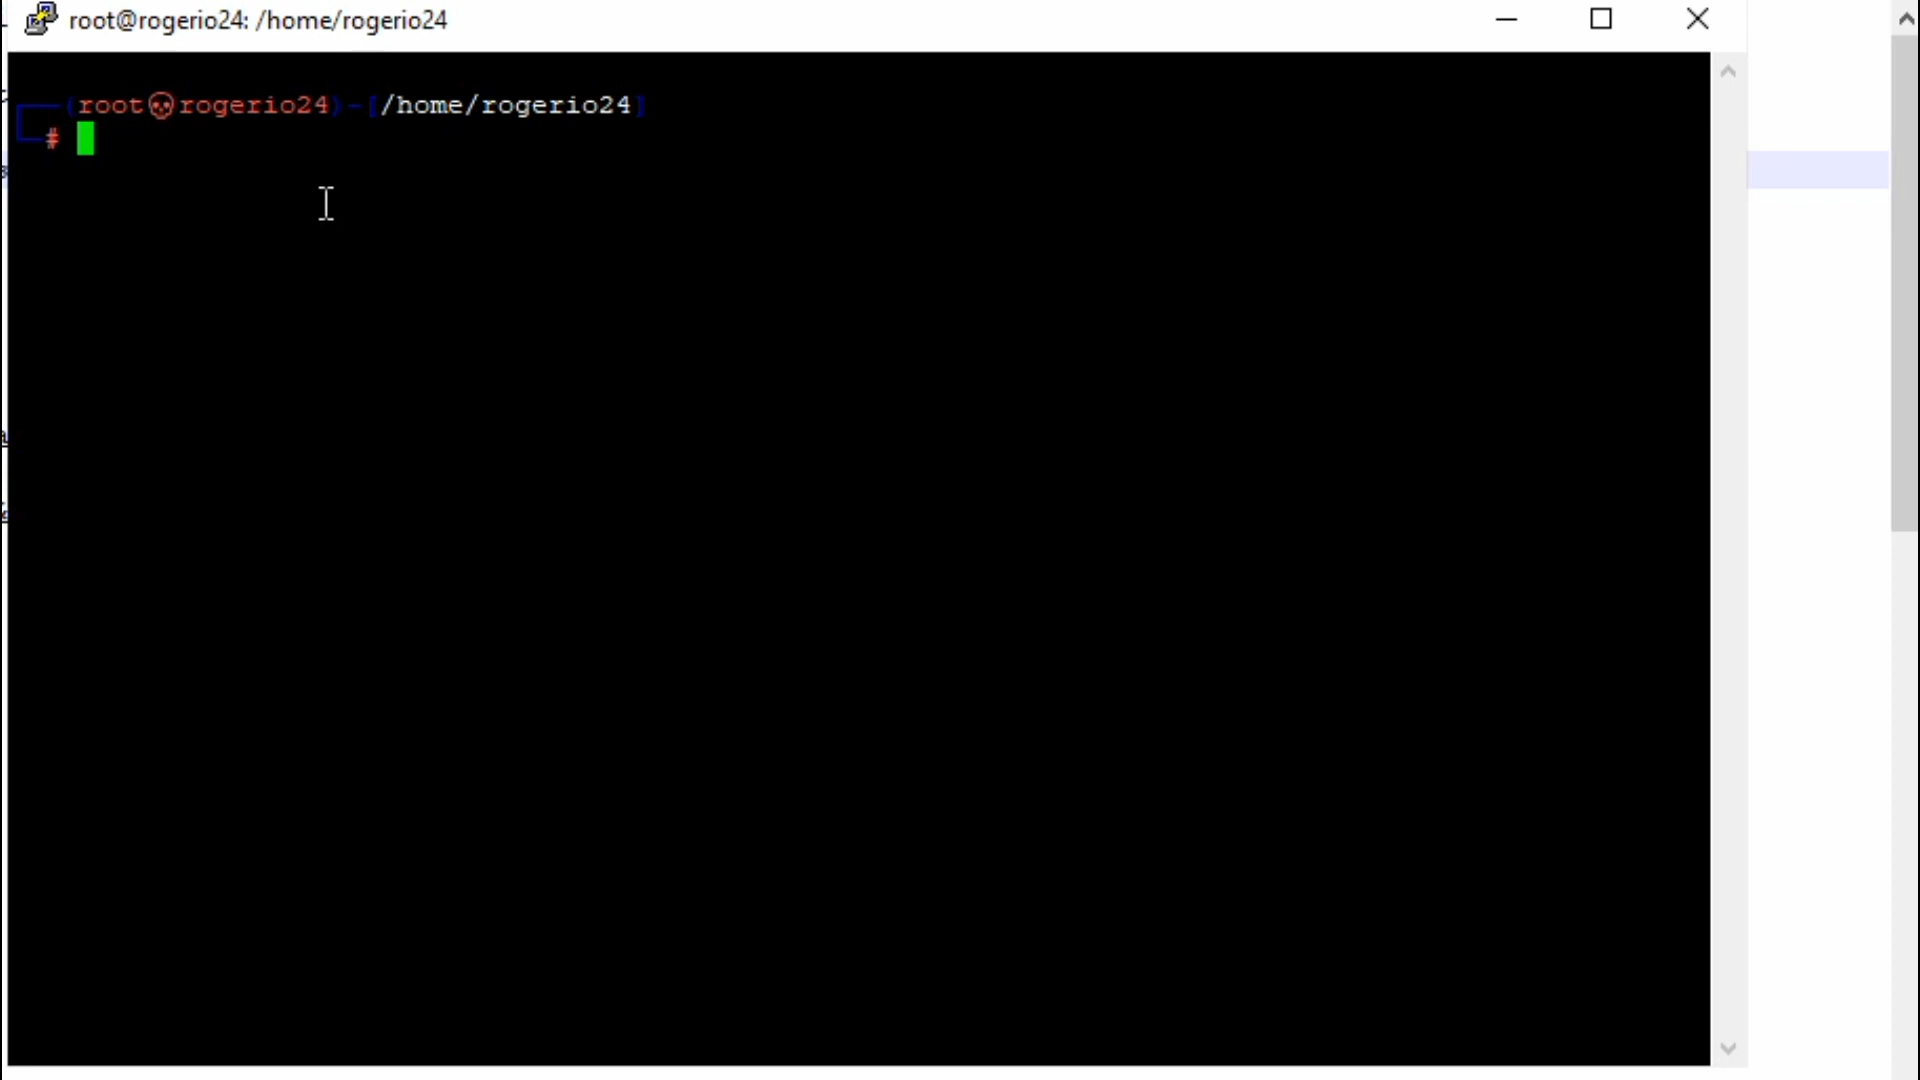 root@rogerio24: /home/rogerio24
┌──(root💀rogerio24)-[/home/rogerio24]
└─#